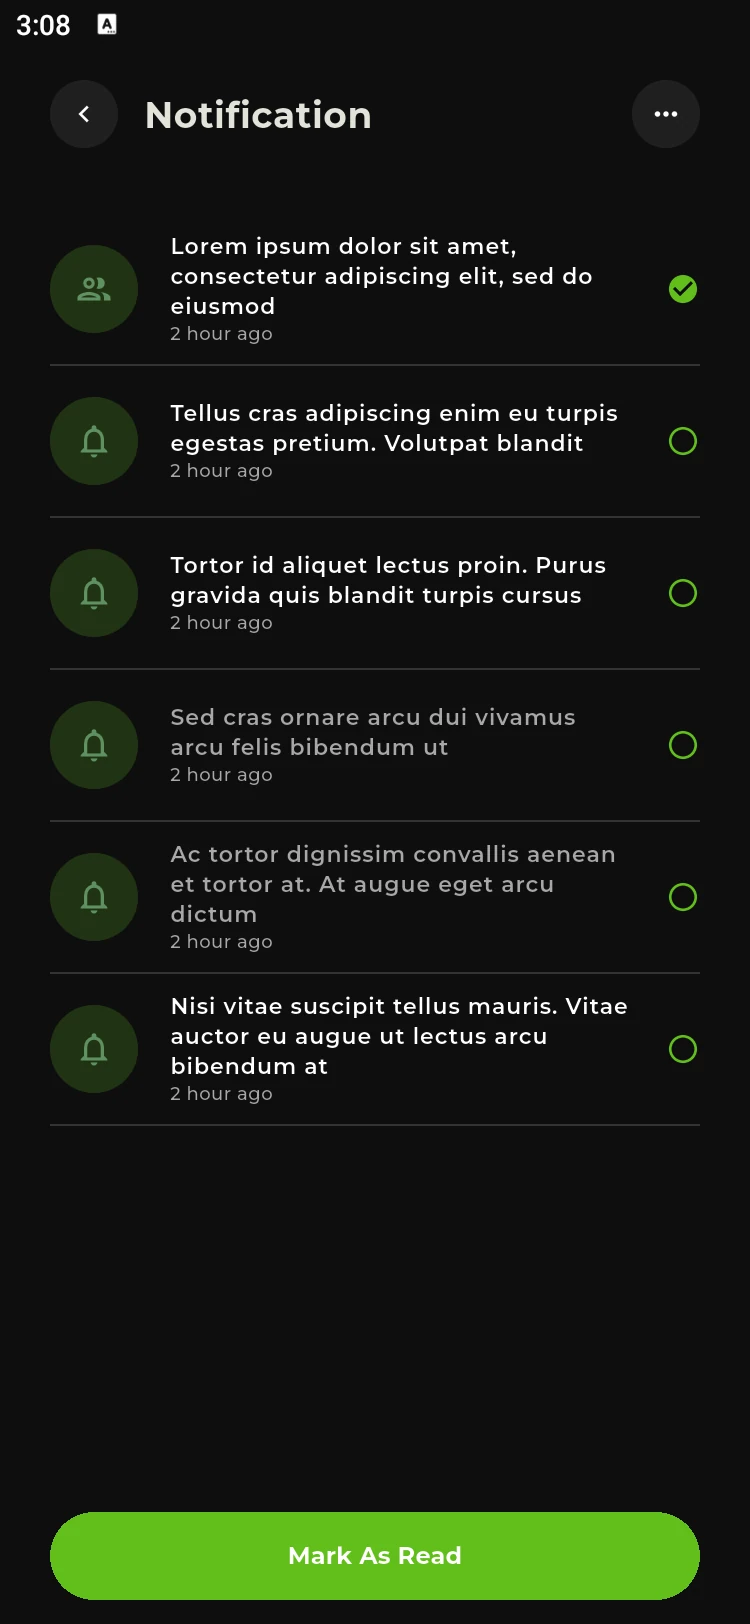 3:08
A
Notification
Lorem ipsum dolor sit amet,
consectetur adipiscing elit, sed do
eiusmod
2 hour ago
Tellus cras adipiscing enim eu turpis
egestas pretium. Volutpat blandit
2 hour ago
Tortor id aliquet lectus proin. Purus
gravida quis blandit turpis cursus
2 hour ago
Sed cras ornare arcu dui vivamus
arcu felis bibendum ut
2 hour ago
Ac tortor dignissim convallis aenean
et tortor at. At augue eget arcu
dictum
2 hour ago
Nisi vitae suscipit tellus mauris. Vitae
auctor eu augue ut lectus arcu
bibendum at
2 hour ago
Mark As Read